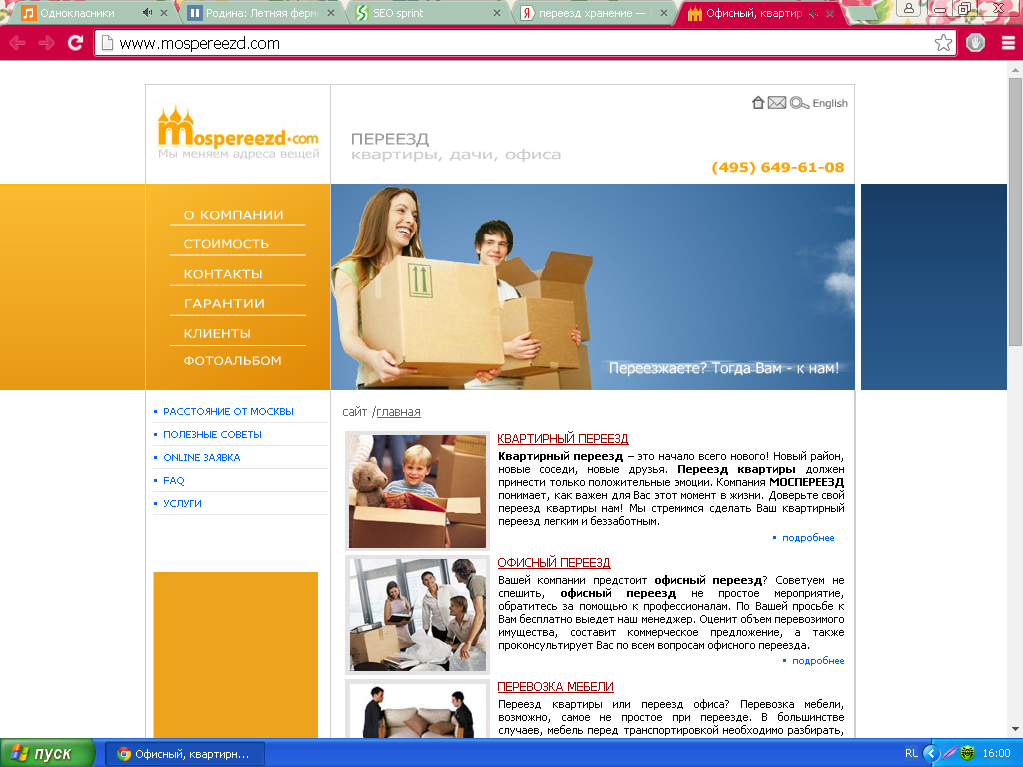 Одноклассники
Родина: Летняя ферм
SEO sprint
переезд хранение —
Офисный, квартир
www.mospereezd.com
mospereezd.com
Мы меняем адреса вещей
English
ПЕРЕЕЗД
квартиры, дачи, офиса
(495) 649-61-08
О КОМПАНИИ
СТОИМОСТЬ
КОНТАКТЫ
ГАРАНТИИ
КЛИЕНТЫ
ФОТОАЛЬБОМ
Переезжаете? Тогда Вам - к нам!
РАССТОЯНИЕ ОТ МОСКВЫ
ПОЛЕЗНЫЕ СОВЕТЫ
ONLINE ЗАЯВКА
FAQ
УСЛУГИ
сайт /главная
КВАРТИРНЫЙ ПЕРЕЕЗД
Квартирный переезд – это начало всего нового! Новый район,
новые соседи, новые друзья. Переезд квартиры должен
принести только положительные эмоции. Компания МОСПЕРЕЕЗД
понимает, как важен для Вас этот момент в жизни. Доверьте свой
переезд квартиры нам! Мы стремимся сделать Ваш квартирный
переезд легким и беззаботным.
подробнее
ОФИСНЫЙ ПЕРЕЕЗД
Вашей компании предстоит офисный переезд? Советуем не
спешить, офисный переезд не простое мероприятие,
обратитесь за помощью к профессионалам. По Вашей просьбе к
Вам бесплатно выедет наш менеджер. Оценит объем перевозимого
имущества, составит коммерческое предложение, а также
проконсультирует Вас по всем вопросам офисного переезда.
подробнее
ПЕРЕВОЗКА МЕБЕЛИ
Переезд квартиры или переезд офиса? Перевозка мебели,
возможно, самое не простое при переезде. В большинстве
случаев, мебель перед транспортировкой необходимо разбирать,
пуск
Офисный, квартирн...
RL
16:00